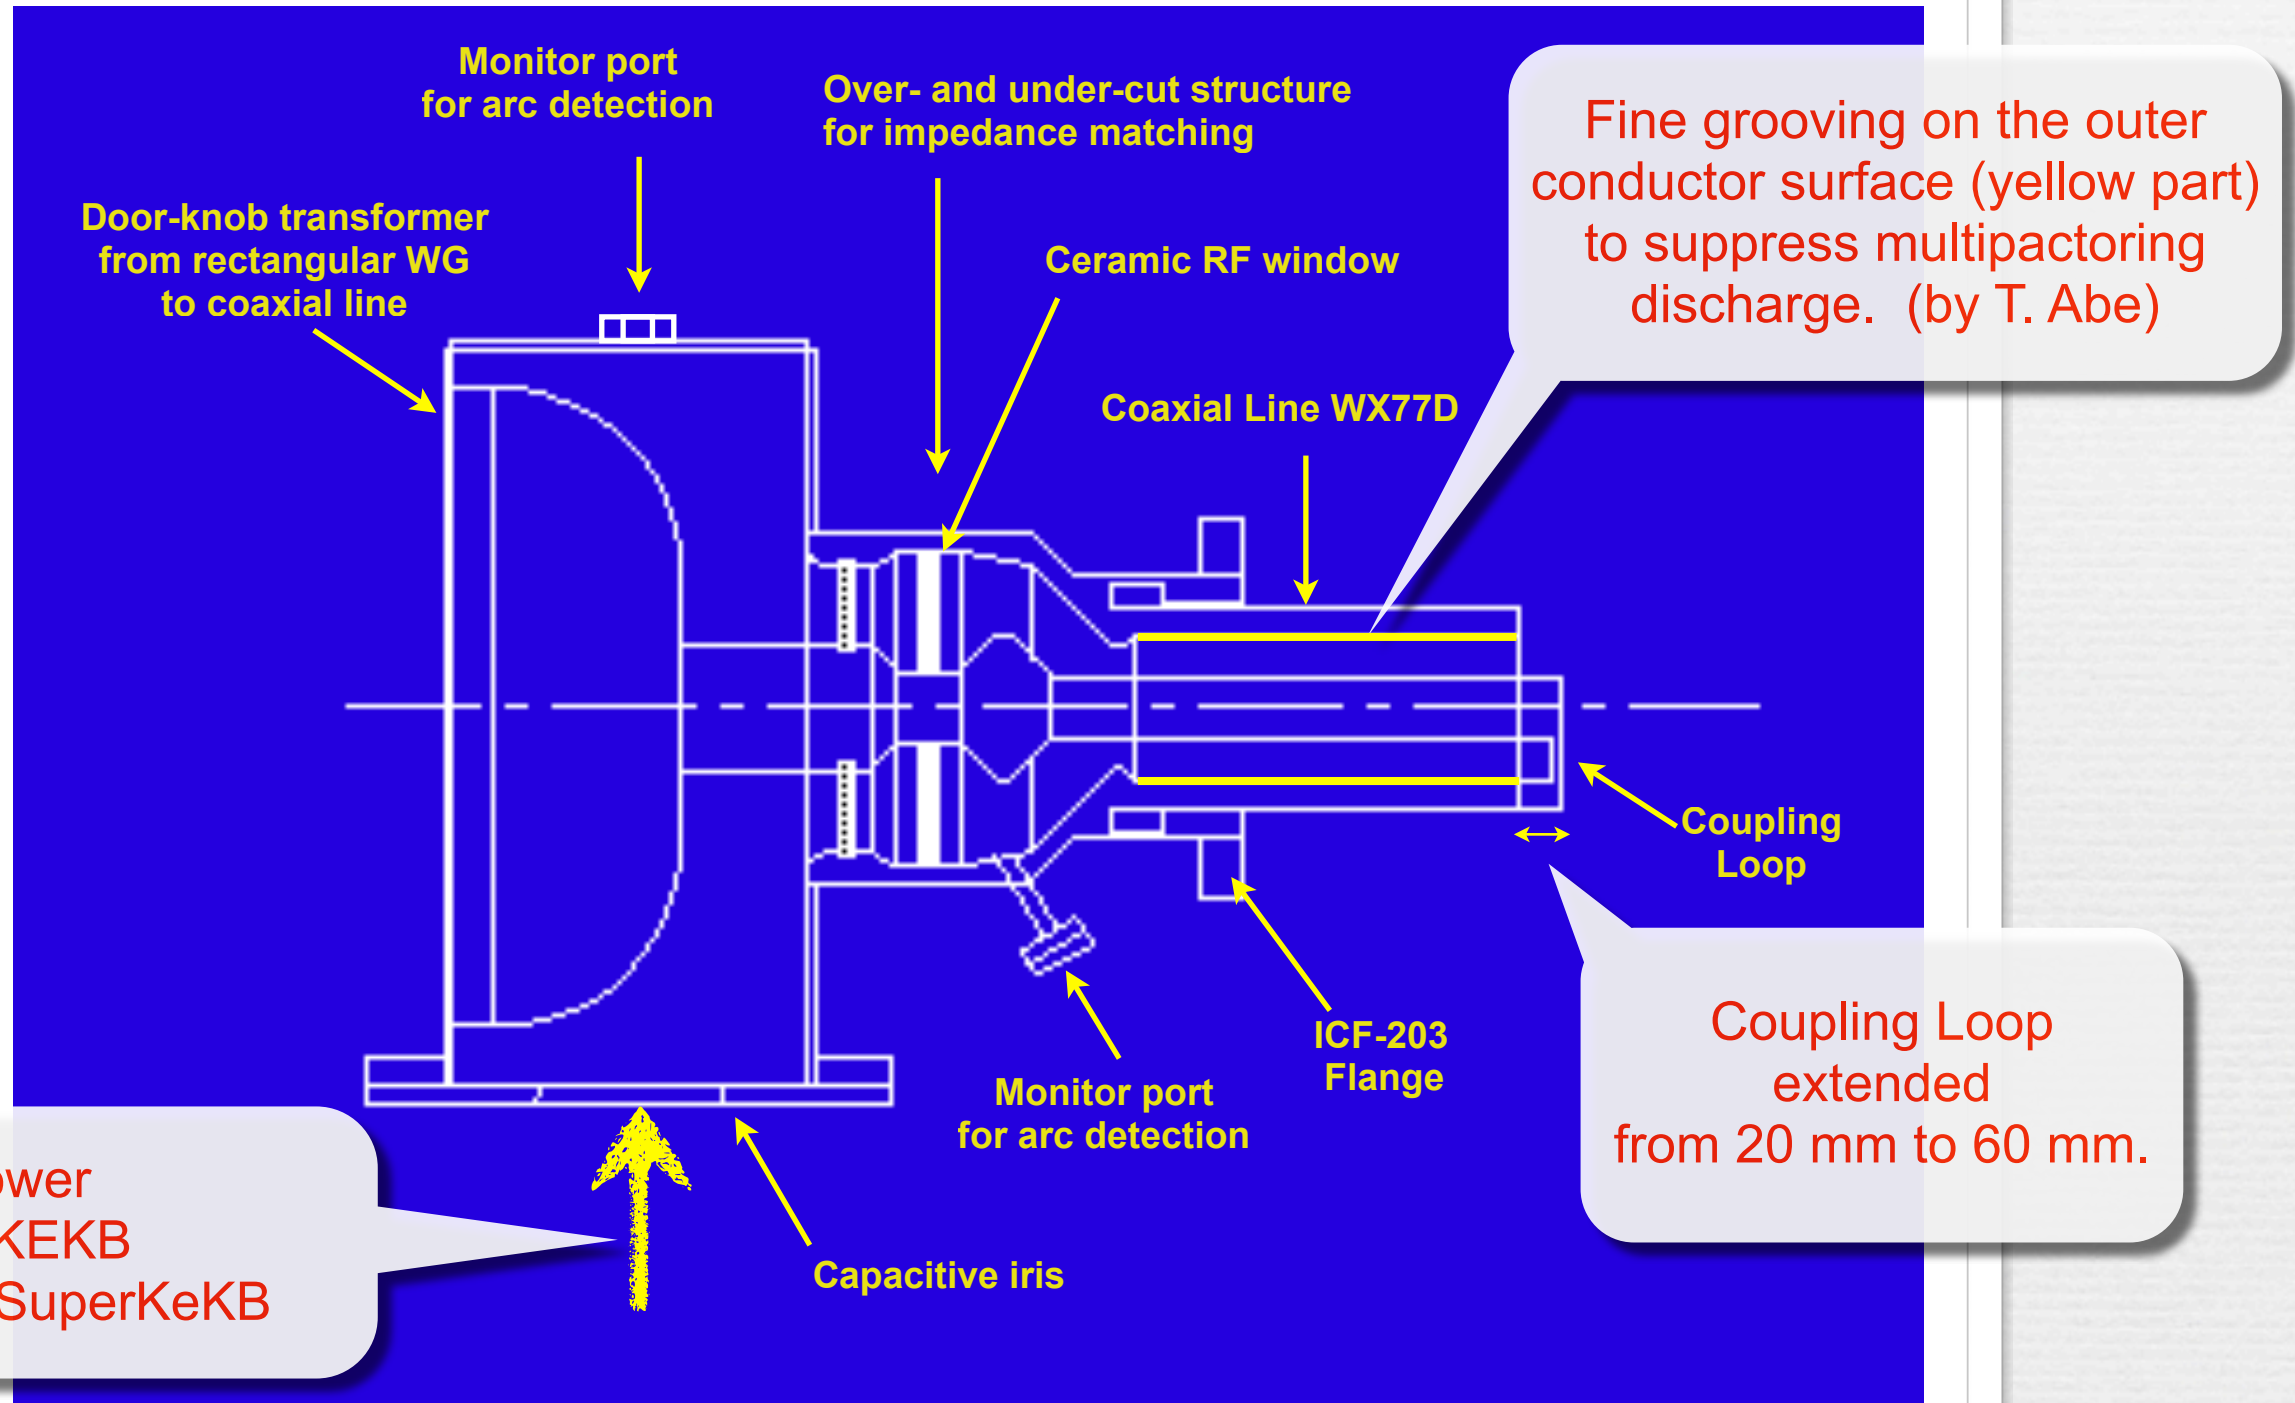 Monitor port
for arc detection
Over- and under-cut structure
for impedance matching
Fine grooving on the outer
conductor surface (yellow part)
to suppress multipactoring
discharge.  (by T. Abe)
Door-knob transformer
from rectangular WG
to coaxial line
Ceramic RF window
Coaxial Line WX77D
Coupling
Loop
ICF-203
Flange
Coupling Loop
extended
from 20 mm to 60 mm.
Monitor port
for arc detection
KEKB
SuperKeKB
Capacitive iris